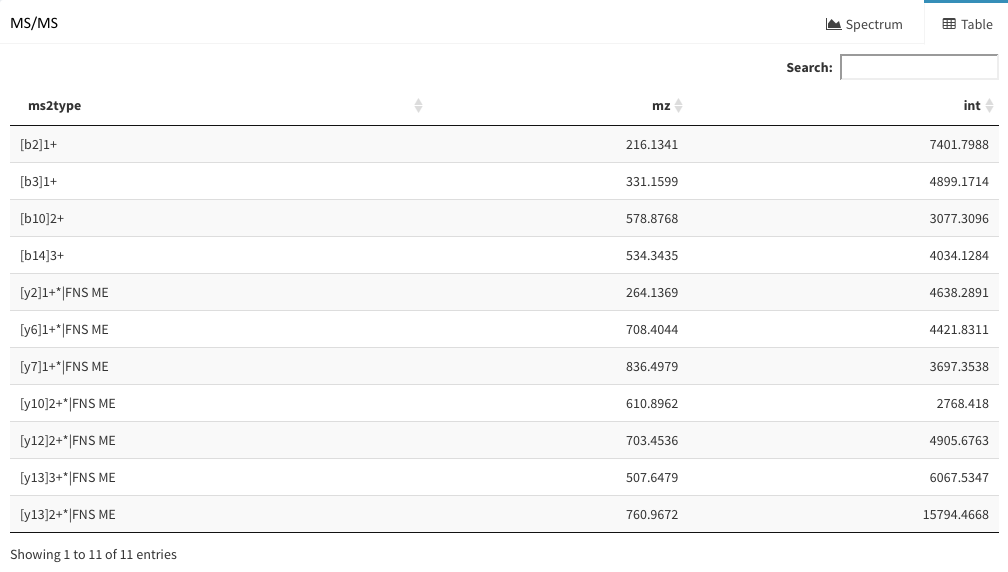 MS/MS
Spectrum
Table
Search:
ms2type mz int
[b2]1+ 216.1341 7401.7988
[b3]1+ 331.1599 4899.1714
[b10]2+ 578.8768 3077.3096
[b14]3+ 534.3435 4034.1284
[y2]1+*|FNS ME 264.1369 4638.2891
[y6]1+*|FNS ME 708.4044 4421.8311
[y7]1+*|FNS ME 836.4979 3697.3538
[y10]2+*|FNS ME 610.8962 2768.418
[y12]2+*|FNS ME 703.4536 4905.6763
[y13]3+*|FNS ME 507.6479 6067.5347
[y13]2+*|FNS ME 760.9672 15794.4668
Showing 1 to 11 of 11 entries